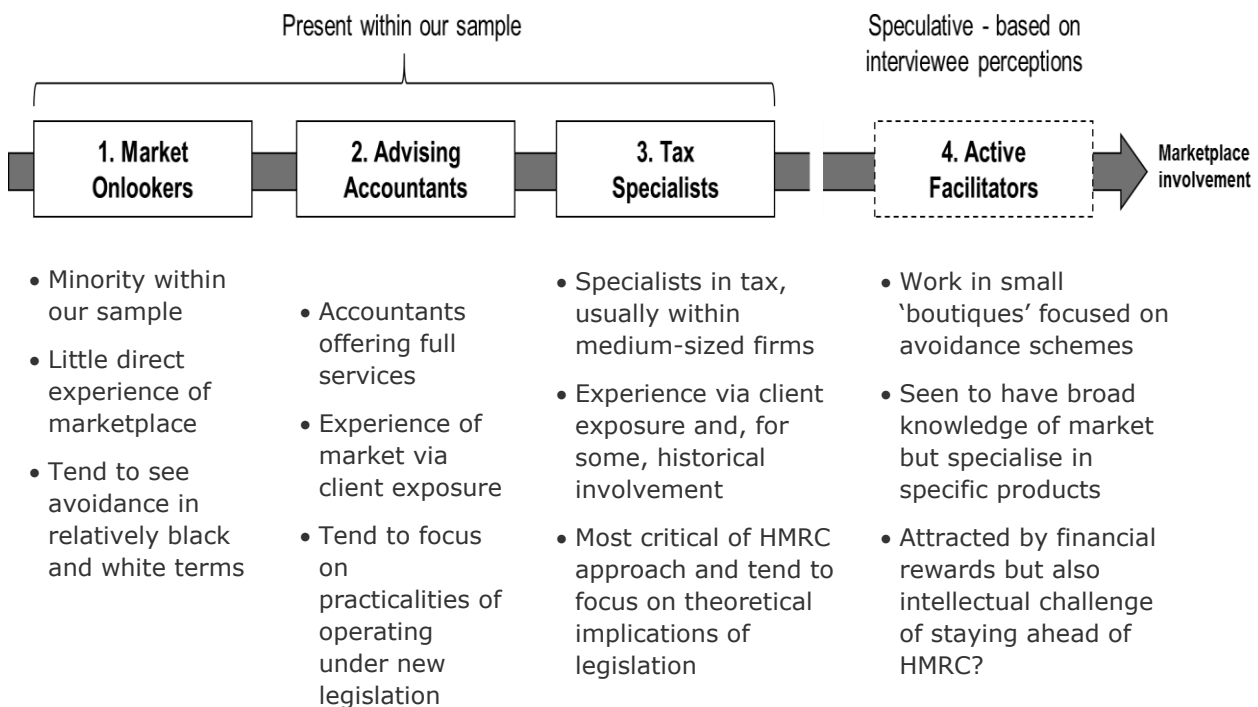 Present within our sample
Speculative - based on
interviewee perceptions
1. Market
Onlookers
2. Advising
Accountants
3. Tax
Specialists
4. Active
Facilitators
Marketplace
involvement
• Minority within
our sample
• Little direct
experience of
marketplace
• Tend to see
avoidance in
relatively black
and white terms
• Accountants
offering full
services
• Experience of
market via
client exposure
• Tend to focus
on
practicalities of
operating
under new
legislation
• Specialists in tax,
usually within
medium-sized firms
• Experience via client
exposure and, for
some, historical
involvement
• Most critical of HMRC
approach and tend to
focus on theoretical
implications of
legislation
• Work in small
‘boutiques’ focused on
avoidance schemes
• Seen to have broad
knowledge of market
but specialise in
specific products
• Attracted by financial
rewards but also
intellectual challenge
of staying ahead of
HMRC?